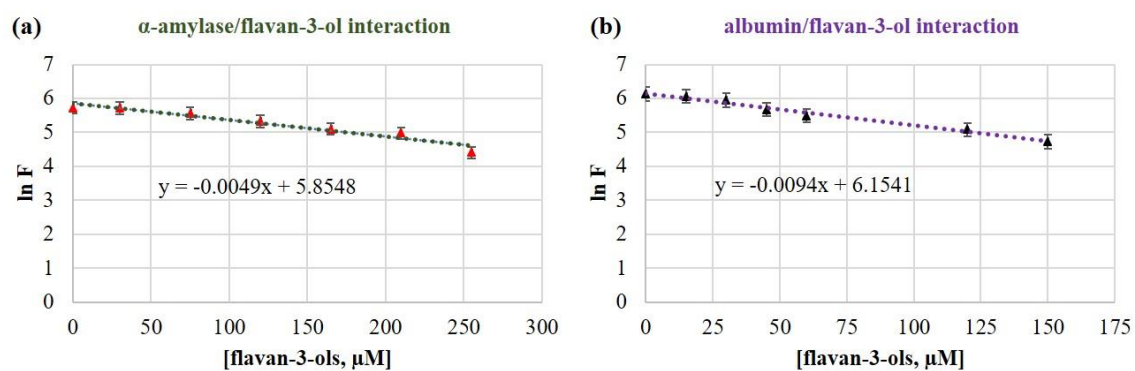 (a) α-amylase/flavan-3-ol interaction
7
6
5
4
3
2
1
0
ln F
y = -0.0049x + 5.8548
0 50 100 150 200 250 300
[flavan-3-ols, µM]
(b) albumin/flavan-3-ol interaction
7
6
5
4
3
2
1
0
ln F
y = -0.0094x + 6.1541
0 25 50 75 100 125 150 175
[flavan-3-ols, µM]